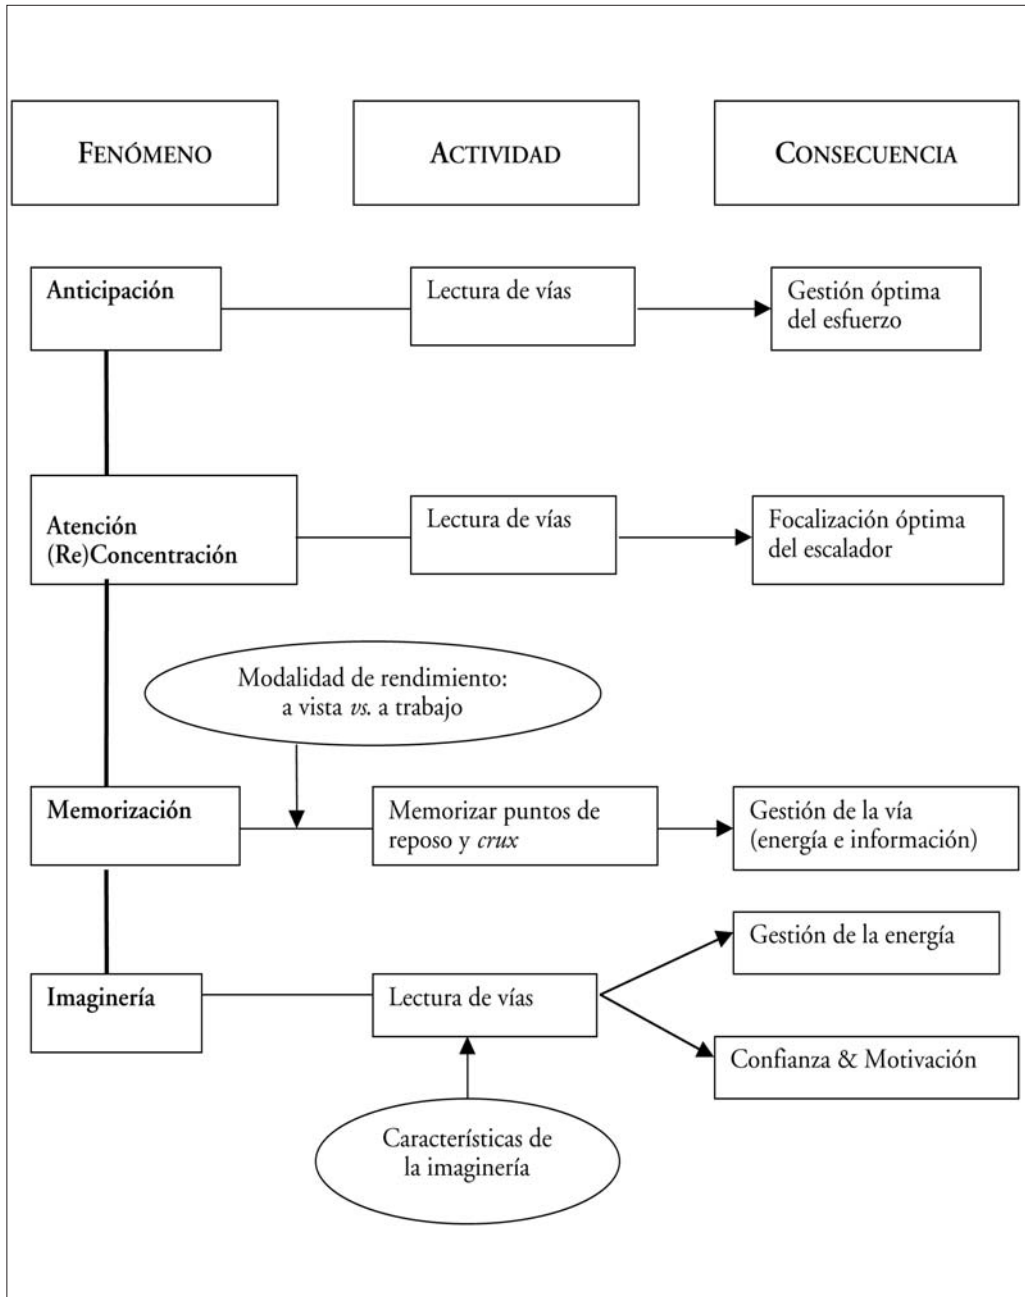 FENÓMENO
ACTIVIDAD
CONSECUENCIA
Anticipación
Lectura de vías
Gestión óptima
del esfuerzo
Atención
(Re)Concentración
Lectura de vías
Focalización óptima
del escalador
Modalidad de rendimiento:
a vista vs. a trabajo
Memorización
Memorizar puntos de
reposo y crux
Gestión de la vía
(energía e información)
Gestión de la energía
Imaginería
Lectura de vías
Confianza & Motivación
Características de
la imaginería